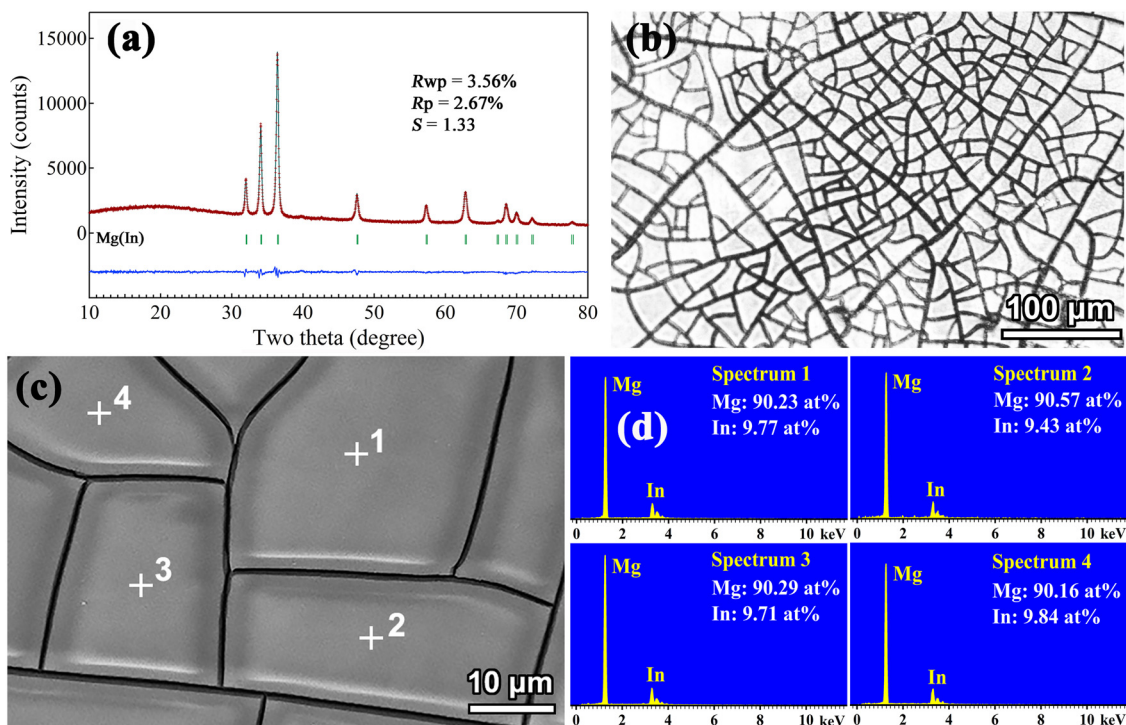 (a)
15000
10000
5000
0
Intensity (counts)
Rwp = 3.56%
Rp = 2.67%
S = 1.33
Mg(In)
10 20 30 40 50 60 70 80
Two theta (degree)
(b)
100 µm
(c)
4
1
3
2
10 µm
(d)
Mg
Spectrum 1
Mg: 90.23 at%
In: 9.77 at%
In
0 2 4 6 8 10 keV
Mg
Spectrum 2
Mg: 90.57 at%
In: 9.43 at%
In
0 2 4 6 8 10 keV
Mg
Spectrum 3
Mg: 90.29 at%
In: 9.71 at%
In
0 2 4 6 8 10 keV
Mg
Spectrum 4
Mg: 90.16 at%
In: 9.84 at%
In
0 2 4 6 8 10 keV